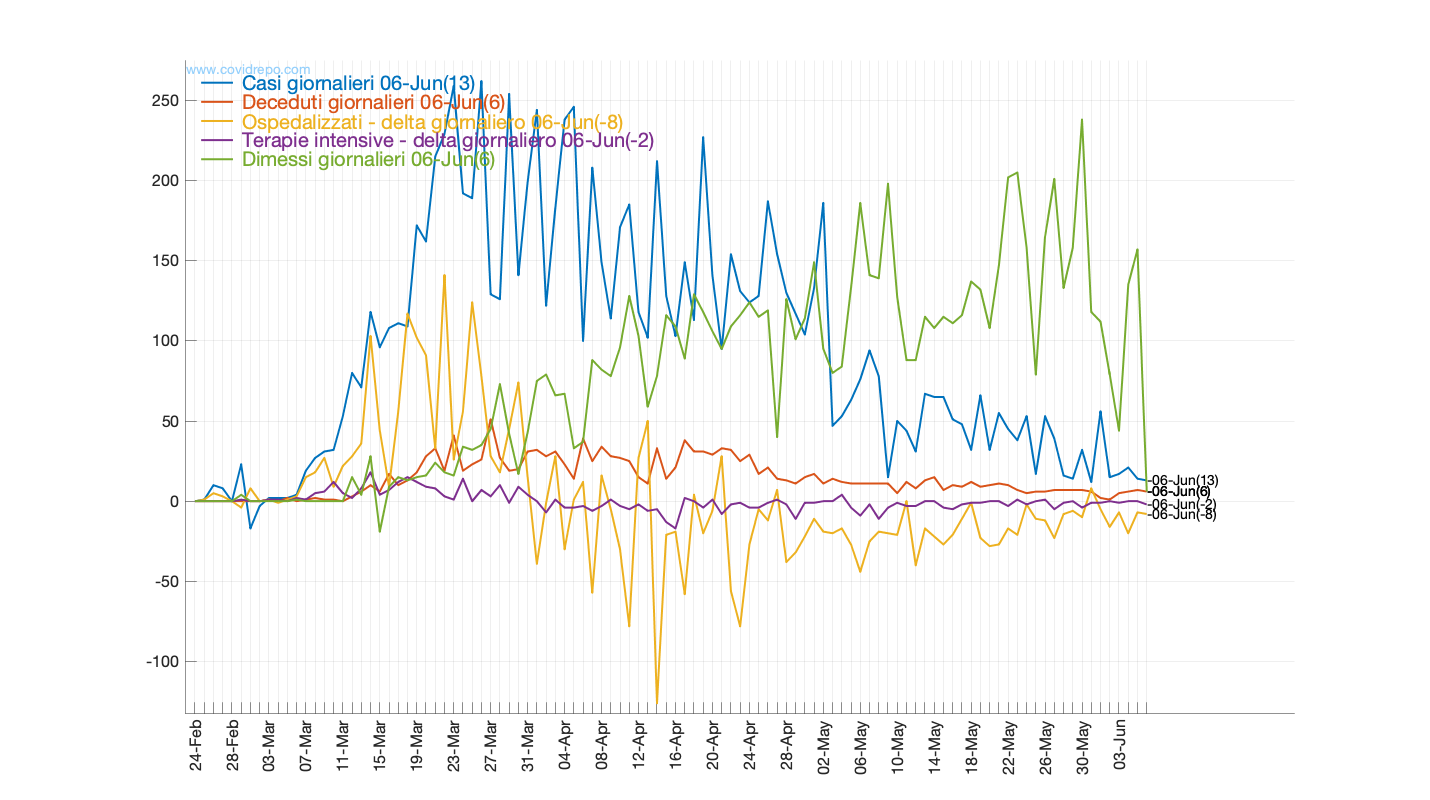 www.covidrepo.com
Casi giornalieri 06-Jun(13)
Deceduti giornalieri 06-Jun(6)
Ospedalizzati - delta giornaliero 06-Jun(-8)
Terapie intensive - delta giornaliero 06-Jun(-2)
Dimessi giornalieri 06-Jun(6)
250
200
150
100
50
0
-50
-100
-06-Jun(13)
-06-Jun(6)
-06-Jun(6)
-06-Jun(-2)
-06-Jun(-8)
24-Feb
28-Feb
03-Mar
07-Mar
11-Mar
15-Mar
19-Mar
23-Mar
27-Mar
31-Mar
04-Apr
08-Apr
12-Apr
16-Apr
20-Apr
24-Apr
28-Apr
02-May
06-May
10-May
14-May
18-May
22-May
26-May
30-May
03-Jun